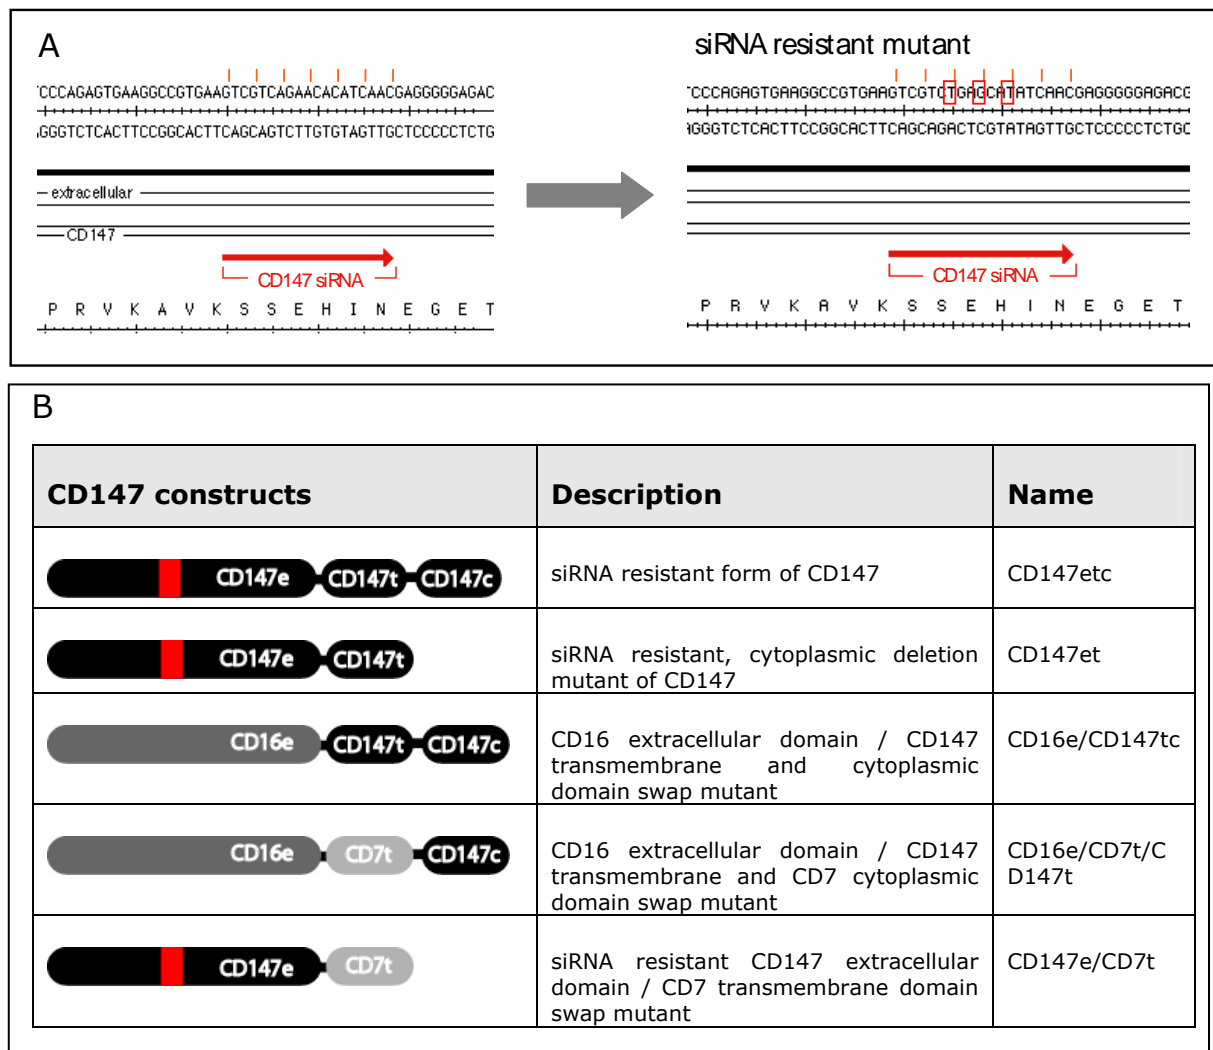 A
siRNA resistant mutant
CCCAGAGTGAAGGCCGTGAAGTCGTCAGAACACATCAACGAGGGGGAGAC
GGGTCTCACTTCCGGCACTTCAGCAGTCTTGTGTAGTTGCTCCCCCTCTG
extracellular
CD147
CD147 siRNA
P R V K A V K S S E H I N E G E T
CCCAGAGTGAAGGCCGTGAAGTCGTCTGAGCATATCAACGAGGGGGAGACG
GGGTCTCACTTCCGGCACTTCAGCAGACTCGTATAGTTGCTCCCCCTCTGC
CD147 siRNA
P R V K A V K S S E H I N E G E T
B
CD147 constructs Description Name
CD147e CD147t CD147c
siRNA resistant form of CD147
CD147etc
CD147e CD147t
siRNA resistant, cytoplasmic deletion
mutant of CD147
CD147et
CD16e CD147t CD147c
CD16 extracellular domain / CD147
transmembrane and cytoplasmic
domain swap mutant
CD16e/CD147tc
CD16e CD7t CD147c
CD16 extracellular domain / CD147
transmembrane and CD7 cytoplasmic
domain swap mutant
CD16e/CD7t/C
D147t
CD147e CD7t
siRNA resistant CD147 extracellular
domain / CD7 transmembrane domain
swap mutant
CD147e/CD7t